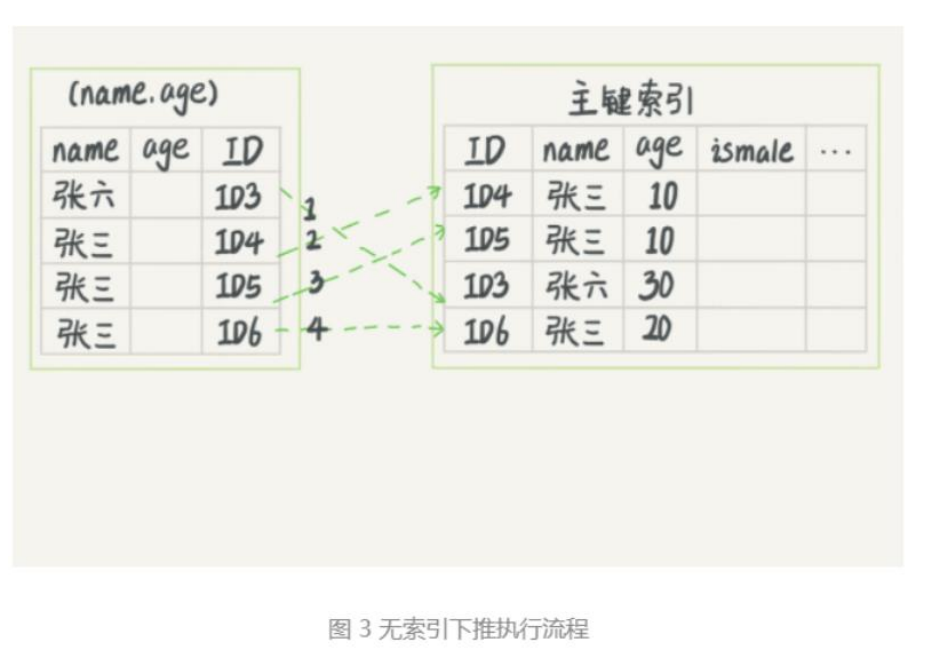 (name.age)
name age ID
张六 ID3
张三 ID4
张三 ID5
张三 ID6
1
2
3
4
主键索引
ID name age ismale ...
ID4 张三 10
ID5 张三 10
ID3 张六 30
ID6 张三 20
图 3 无索引下推执行流程